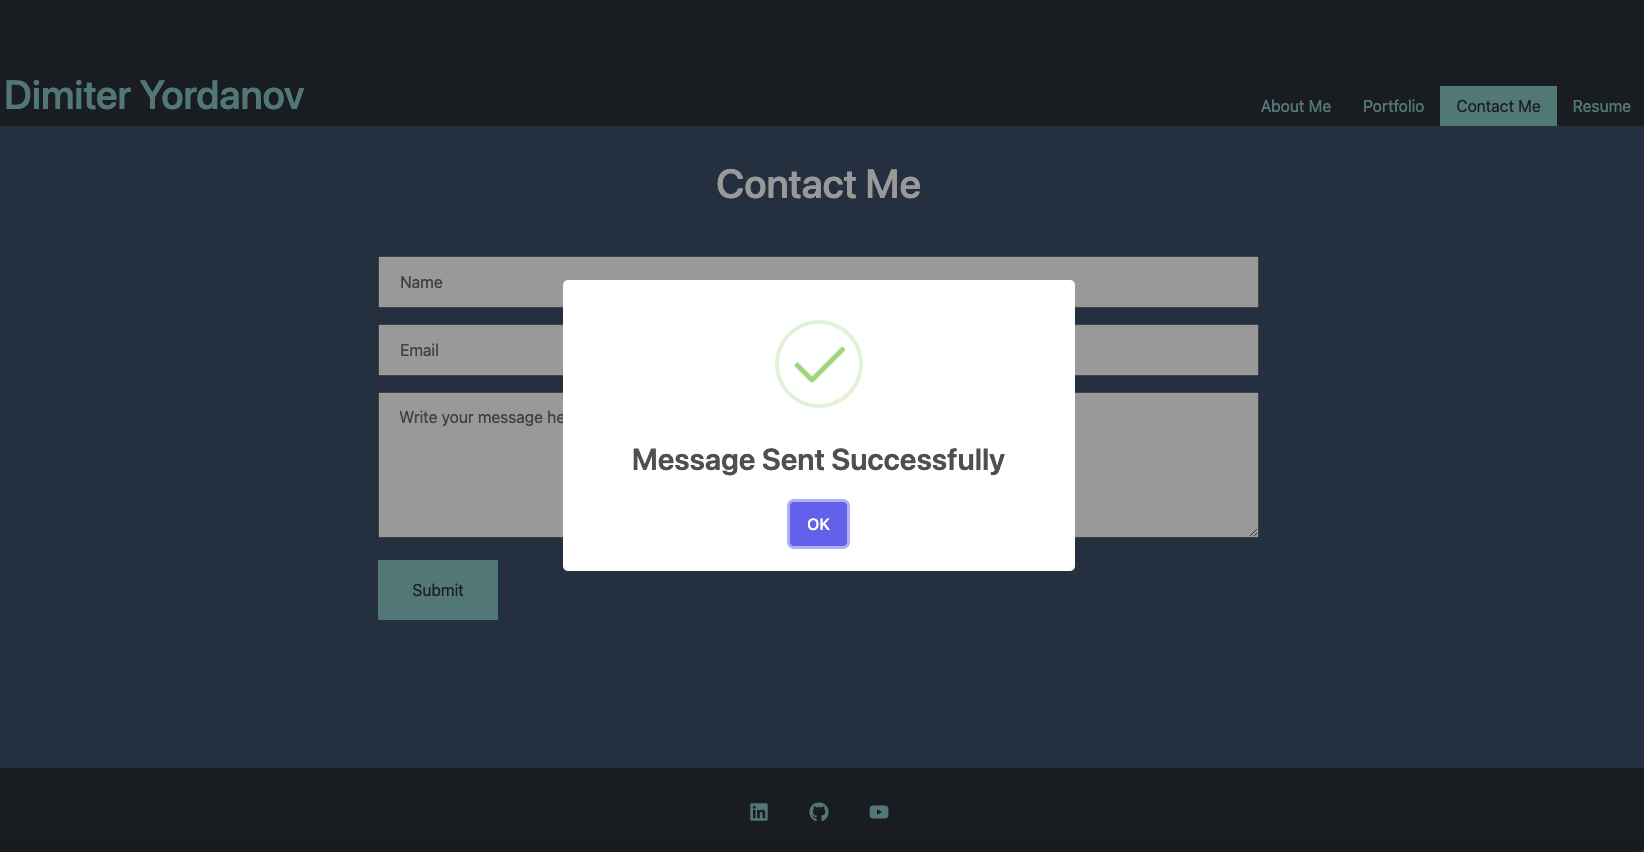 Dimiter Yordanov
About Me Portfolio Contact Me Resume
Contact Me
Name
Email
Write your message he
Message Sent Successfully
OK
Submit